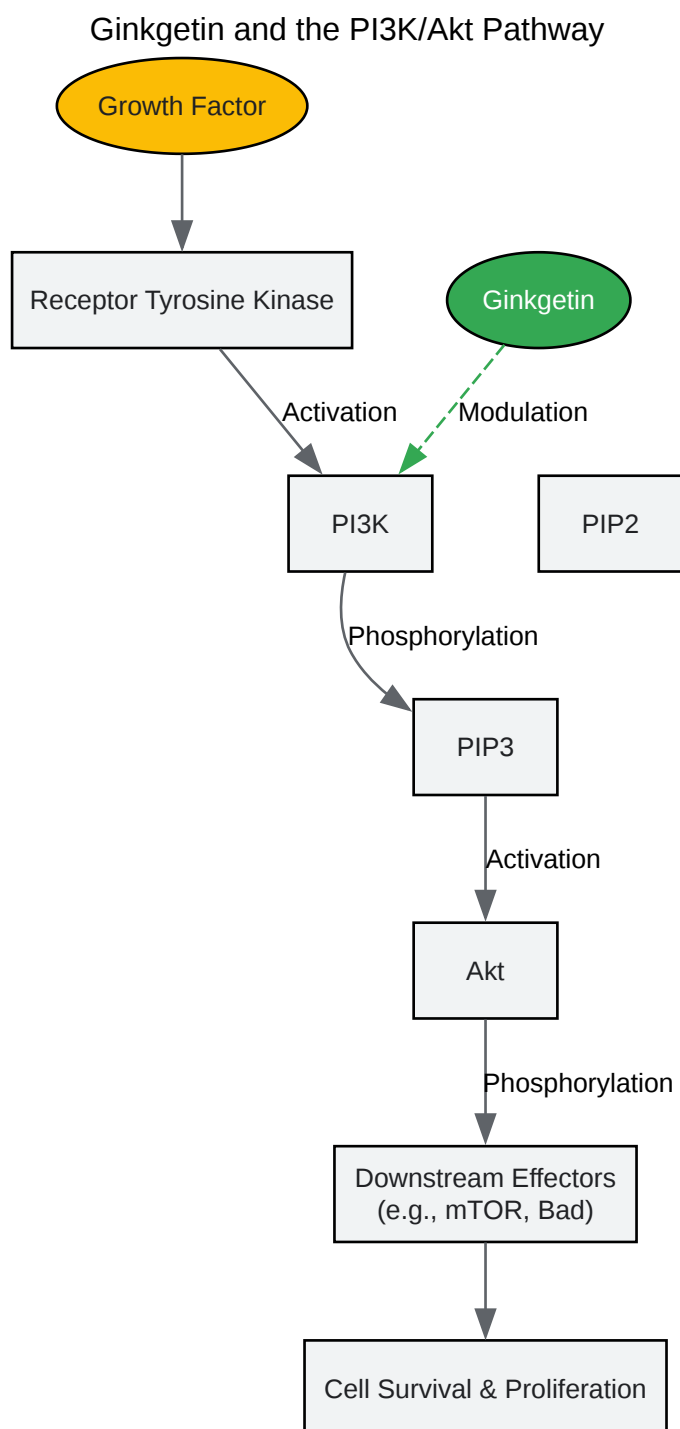 Ginkgetin and the PI3K/Akt Pathway
Growth Factor
Receptor Tyrosine Kinase
Ginkgetin
Activation
Modulation
PI3K
PIP2
Phosphorylation
PIP3
Activation
Akt
Phosphorylation
Downstream Effectors
(e.g., mTOR, Bad)
Cell Survival & Proliferation